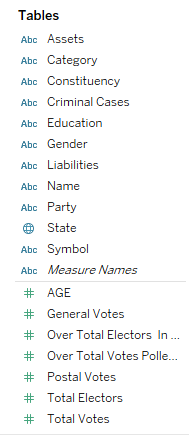 Tables
Abc Assets
Abc Category
Abc Constituency
Abc Criminal Cases
Abc Education
Abc Gender
Abc Liabilities
Abc Name
Abc Party
State
Abc Symbol
Abc Measure Names
# AGE
# General Votes
# Over Total Electors In ...
# Over Total Votes Polle...
# Postal Votes
# Total Electors
# Total Votes